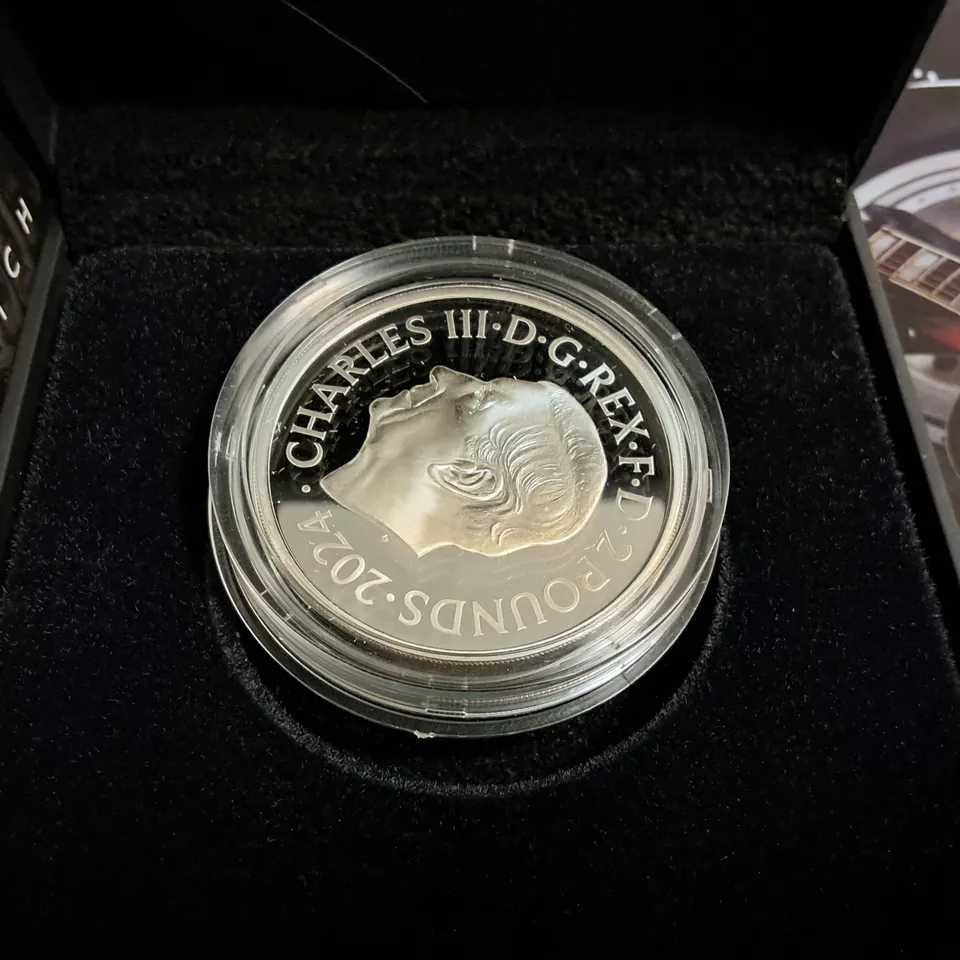 · CHARLES III · D · G · REX · F · D · 2 POUNDS · 2024
I C H